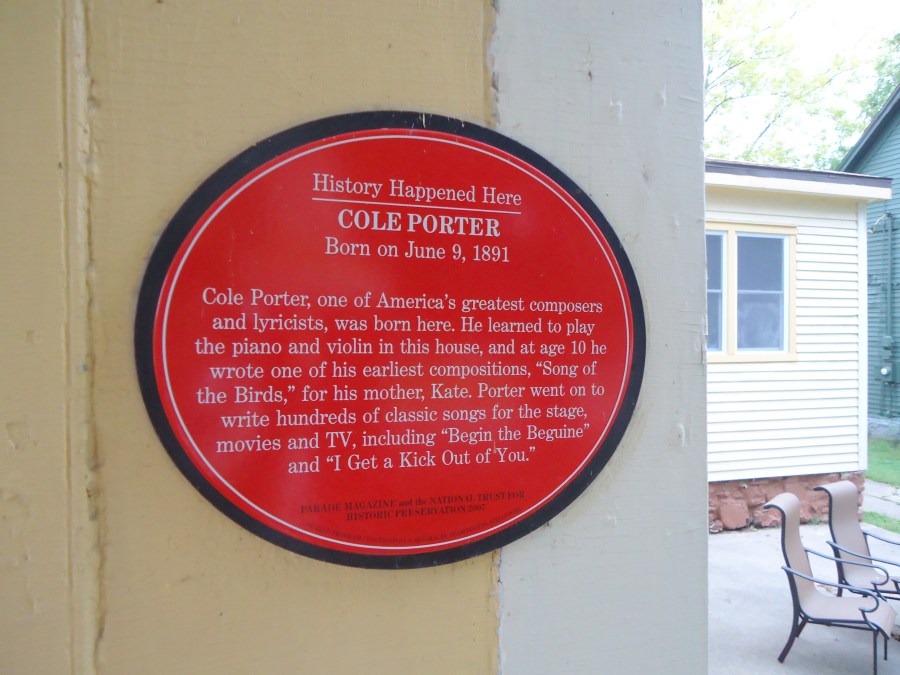 History Happened Here
COLE PORTER
Born on June 9, 1891
Cole Porter, one of America's greatest composers
and lyricists, was born here. He learned to play
the piano and violin in this house, and at age 10 he
wrote one of his earliest compositions, "Song of
the Birds," for his mother, Kate. Porter went on to
write hundreds of classic songs for the stage,
movies and TV, including "Begin the Beguine"
and "I Get a Kick Out of You."
PARADE MAGAZINE and the NATIONAL TRUST FOR
HISTORIC PRESERVATION 2007